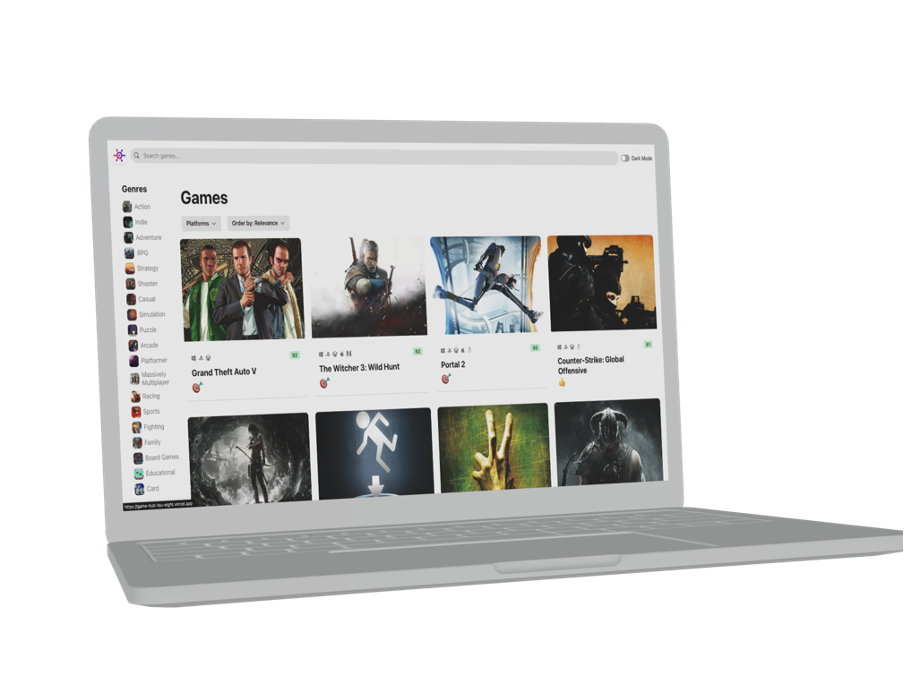 Search games...
Dark Mode
Genres
Action
Indie
Adventure
RPG
Strategy
Shooter
Casual
Simulation
Puzzle
Arcade
Platformer
Massively
Multiplayer
Racing
Sports
Fighting
Family
Board Games
Educational
Card
Games
Platforms
Order by: Relevance
92
Grand Theft Auto V
92
The Witcher 3: Wild Hunt
95
Portal 2
81
Counter-Strike: Global
Offensive
https://game-hub-tau-eight.vercel.app